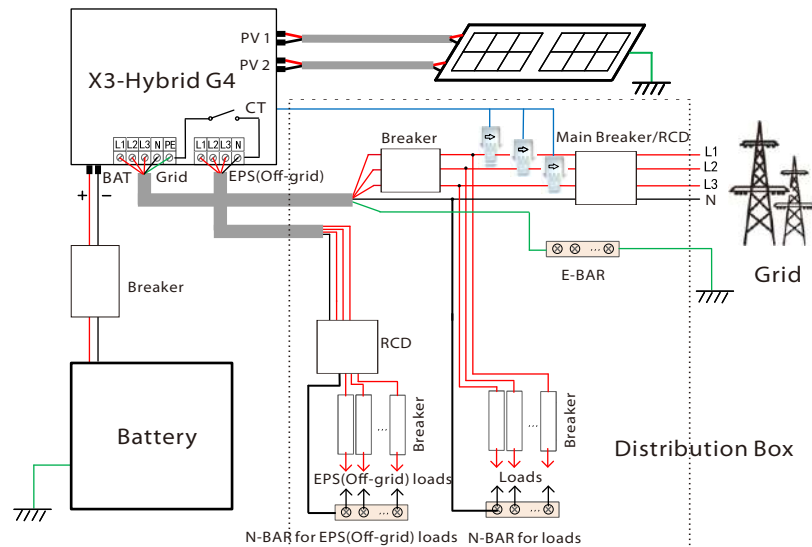 PV 1
X3-Hybrid G4
PV 2
CT
L1 L2 L3 N PE
L1 L2 L3 N
BAT
Grid
EPS(Off-grid)
+
−
Breaker
Main Breaker/RCD
L1
L2
L3
N
E-BAR
Grid
Breaker
RCD
Battery
...
Breaker
...
Breaker
Distribution Box
EPS(Off-grid) loads
Loads
...
...
...
N-BAR for EPS(Off-grid) loads
N-BAR for loads